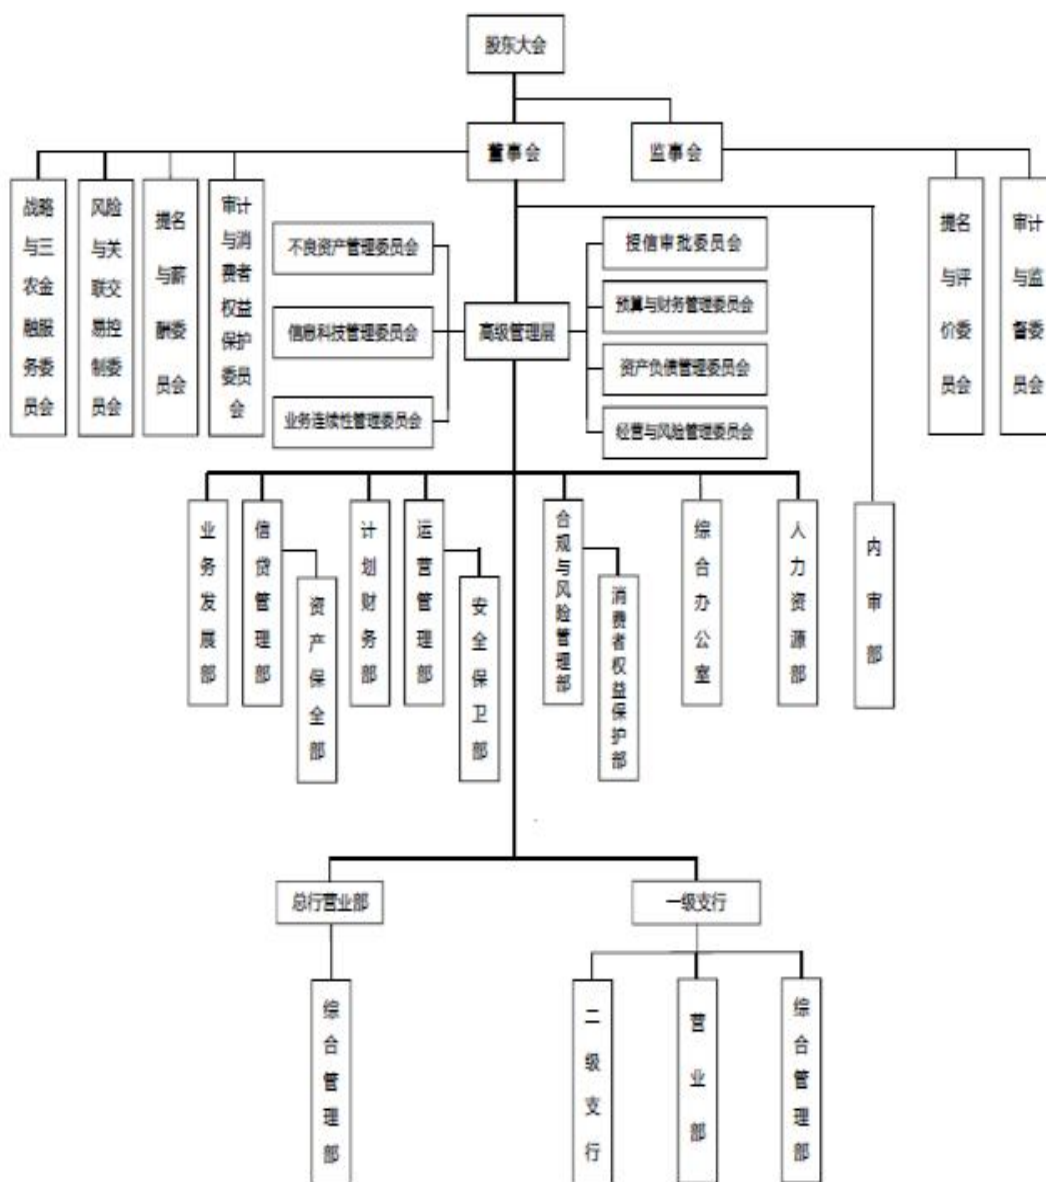 股东大会
董事会
监事会
战略与三农金融服务委员会
风险与关联交易控制委员会
提名与薪酬委员会
审计与消费者权益保护委员会
不良资产管理委员会
信息科技管理委员会
业务连续性管理委员会
高级管理层
授信审批委员会
预算与财务管理委员会
资产负债管理委员会
经营与风险管理委员会
提名与评价委员会
审计与监督委员会
业务发展部
信贷管理部
资产保全部
计划财务部
运营管理部
安全保卫部
合规与风险管理部
消费者权益保护部
综合办公室
人力资源部
内审部
总行营业部
一级支行
综合管理部
二级支行
营业部
综合管理部